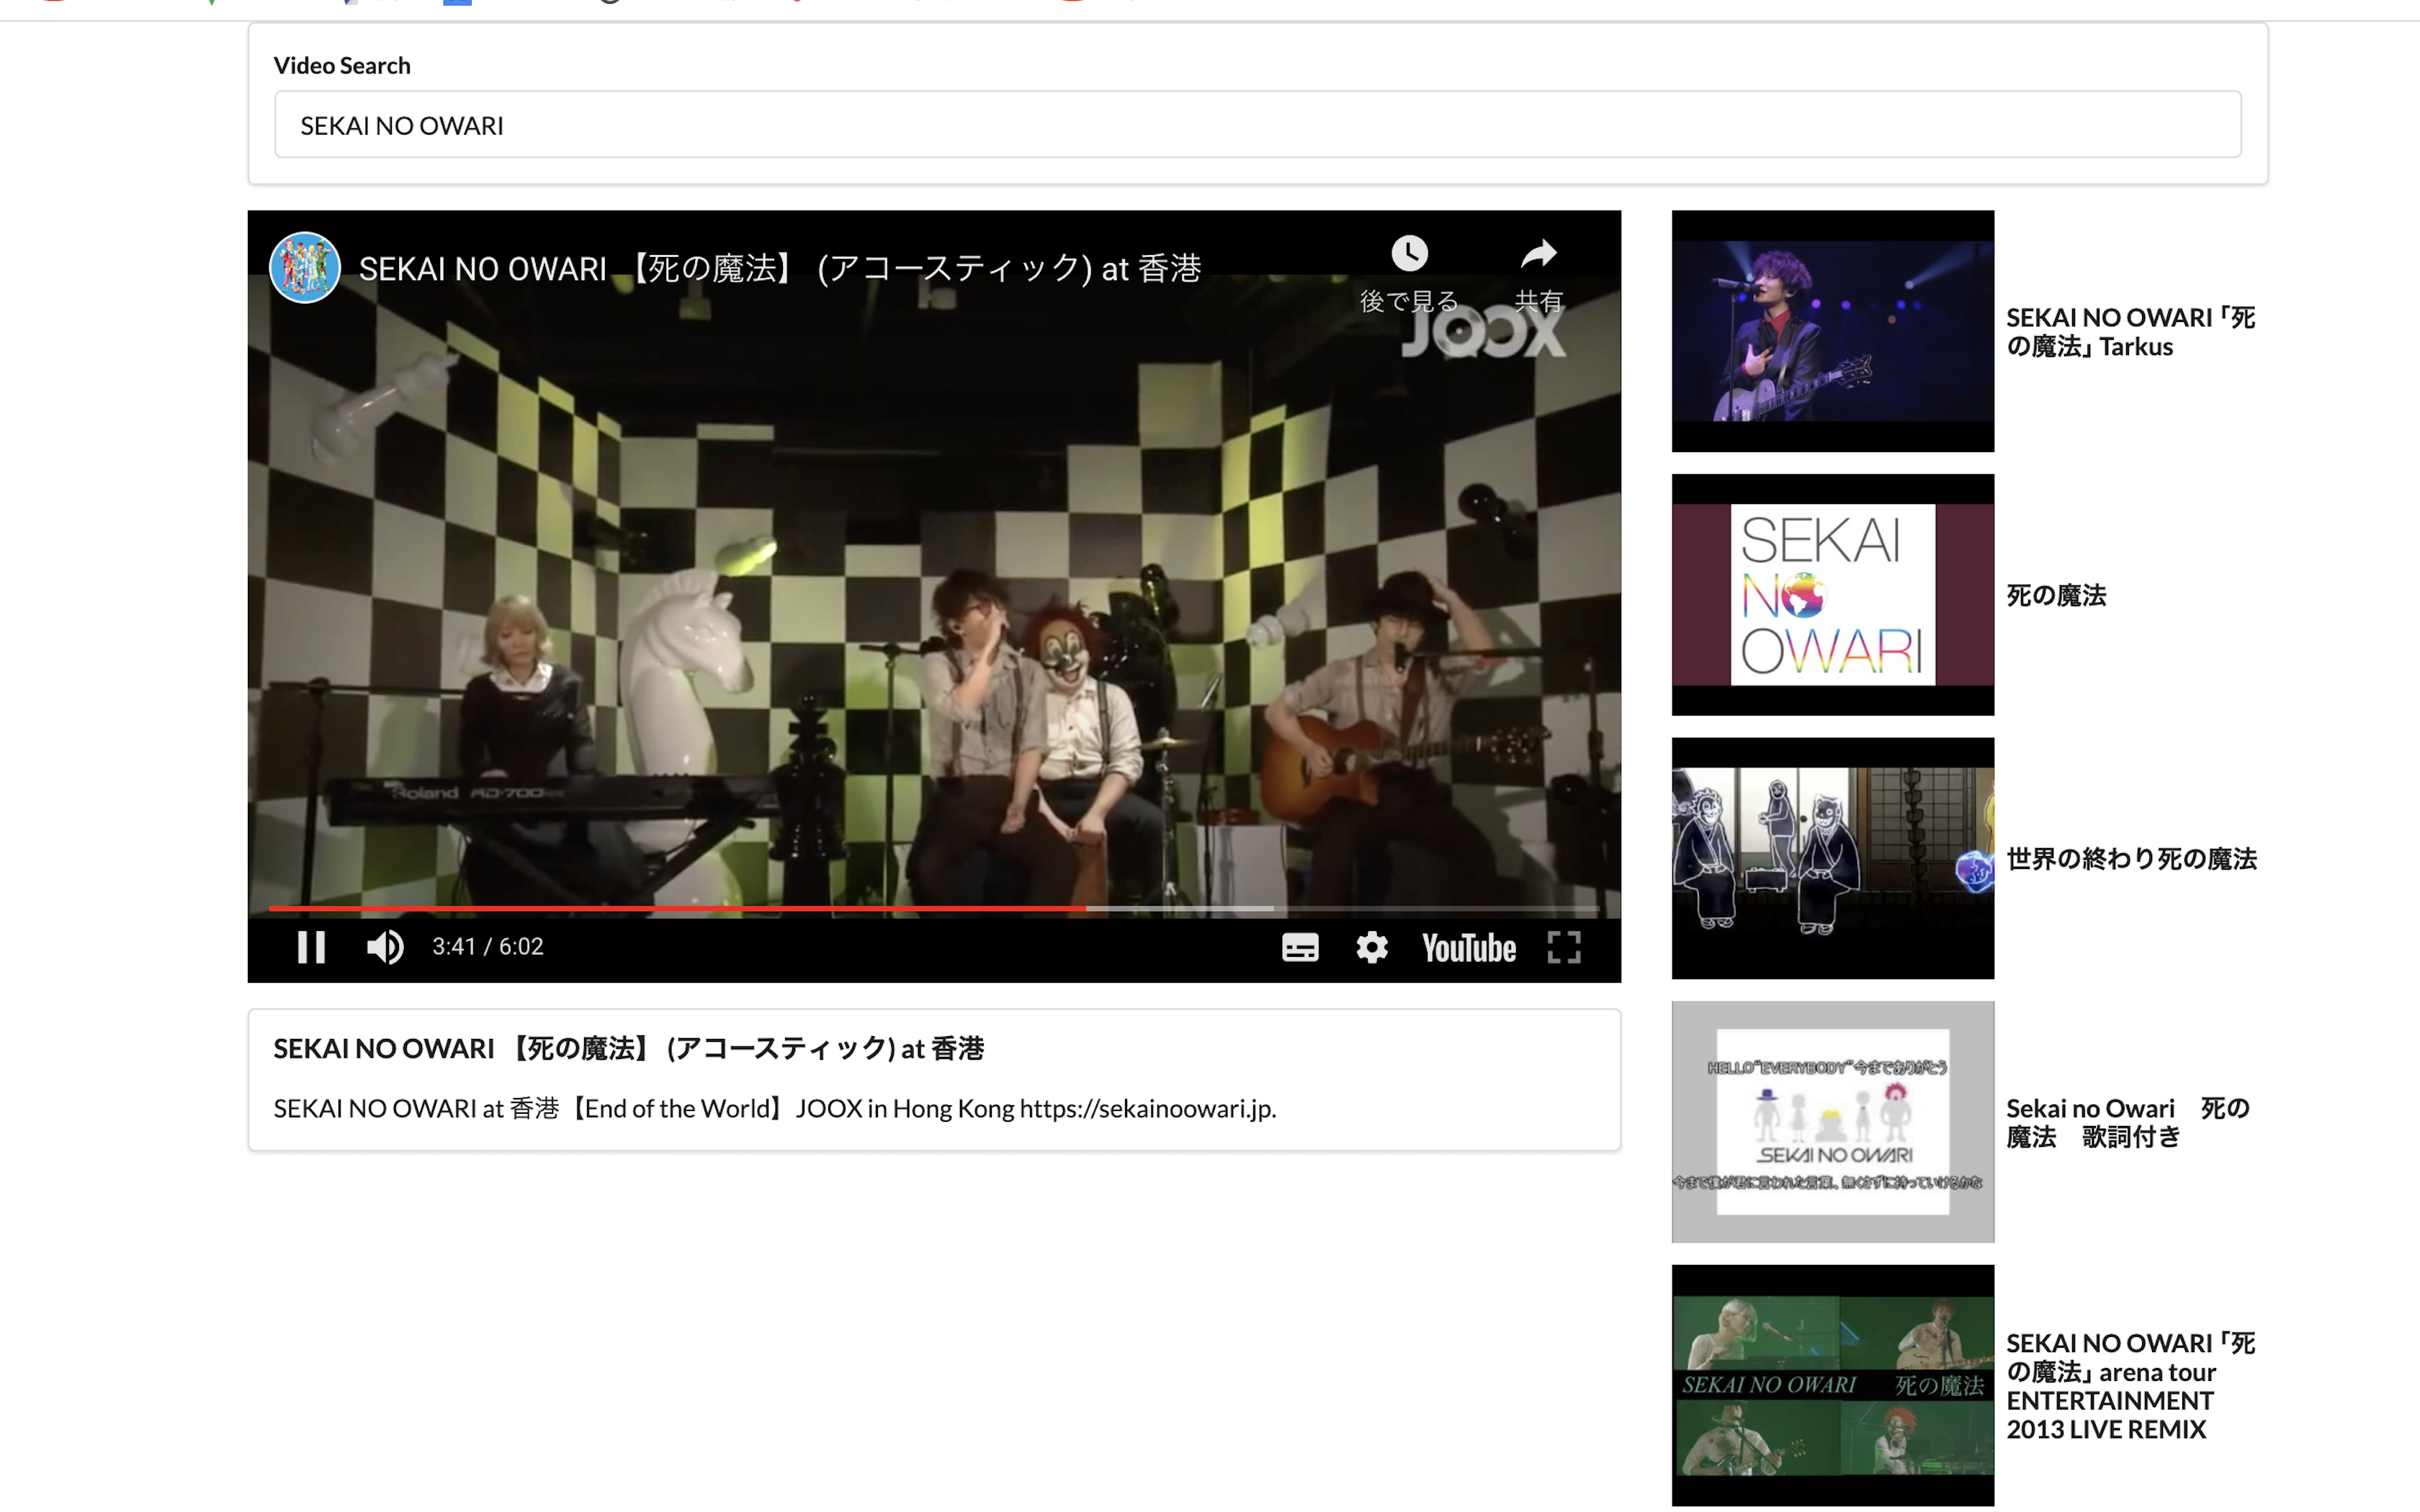 Video Search
SEKAI NO OWARI
SEKAI NO OWARI 【死の魔法】 (アコースティック) at 香港
後で見る
共有
JOOX
Roland RD-700
3:41 / 6:02
YouTube
SEKAI NO OWARI 【死の魔法】 (アコースティック) at 香港
SEKAI NO OWARI at 香港【End of the World】JOOX in Hong Kong https://sekainoowari.jp.
SEKAI NO OWARI「死
の魔法」Tarkus
SEKAI
NO
OWARI
死の魔法
世界の終わり死の魔法
HELLO"EVERYBODY"今までありがとう
SEKAI NO OWARI
今まで僕が君に言われた言葉、無くさずに持っていけるかな
Sekai no Owari　死の
魔法　歌詞付き
SEKAI NO OWARI 死の魔法
SEKAI NO OWARI「死
の魔法」arena tour
ENTERTAINMENT
2013 LIVE REMIX